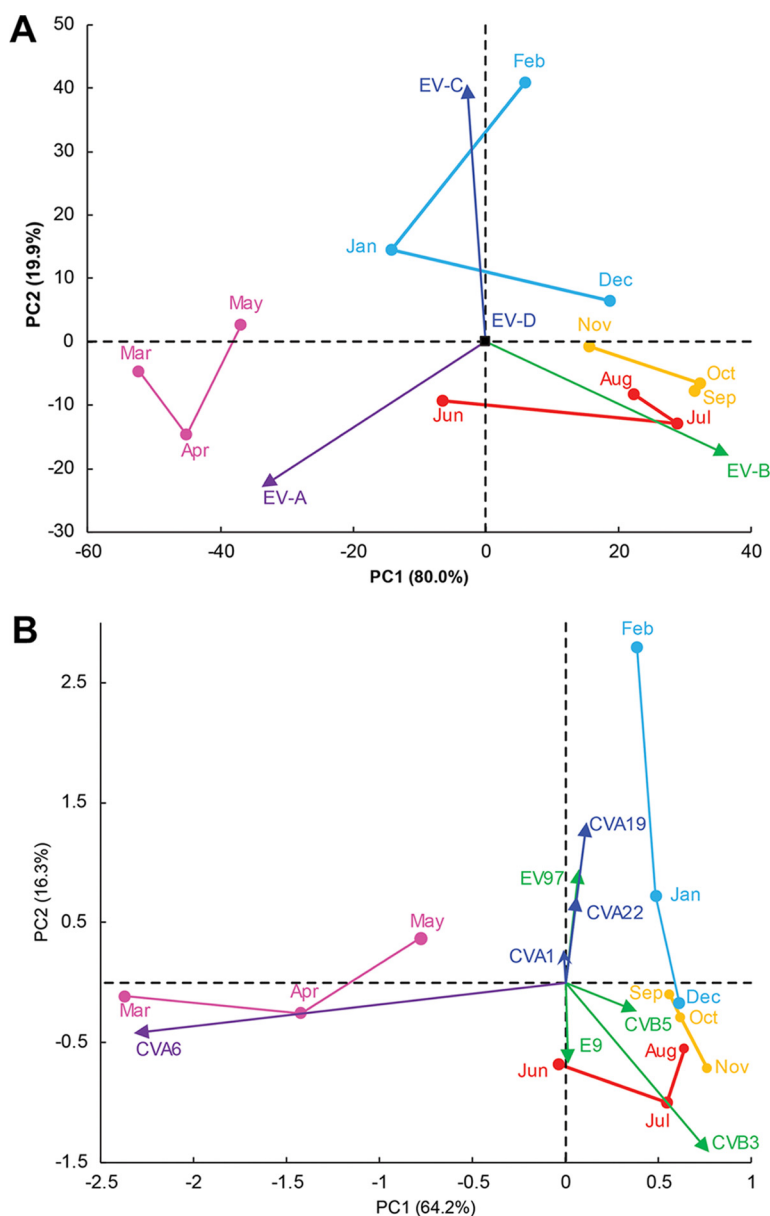 A
50
Feb
EV-C
40
30
20
Jan
10
Dec
PC2 (19.9%)
May
EV-D
Nov
0
Mar
Oct
Aug
Sep
-10
Jun
Jul
Apr
-20
EV-B
EV-A
-30
-60 -40 -20 0 20 40
PC1 (80.0%)
B
Feb
2.5
1.5
CVA19
EV97
CVA22
Jan
PC2 (16.3%)
0.5
May
CVA1
Apr
Sep
Dec
Mar
Oct
CVB5
-0.5
CVA6
E9
Aug
Jun
Nov
Jul
CVB3
-1.5
-2.5 -2 -1.5 -1 -0.5 0 0.5 1
PC1 (64.2%)